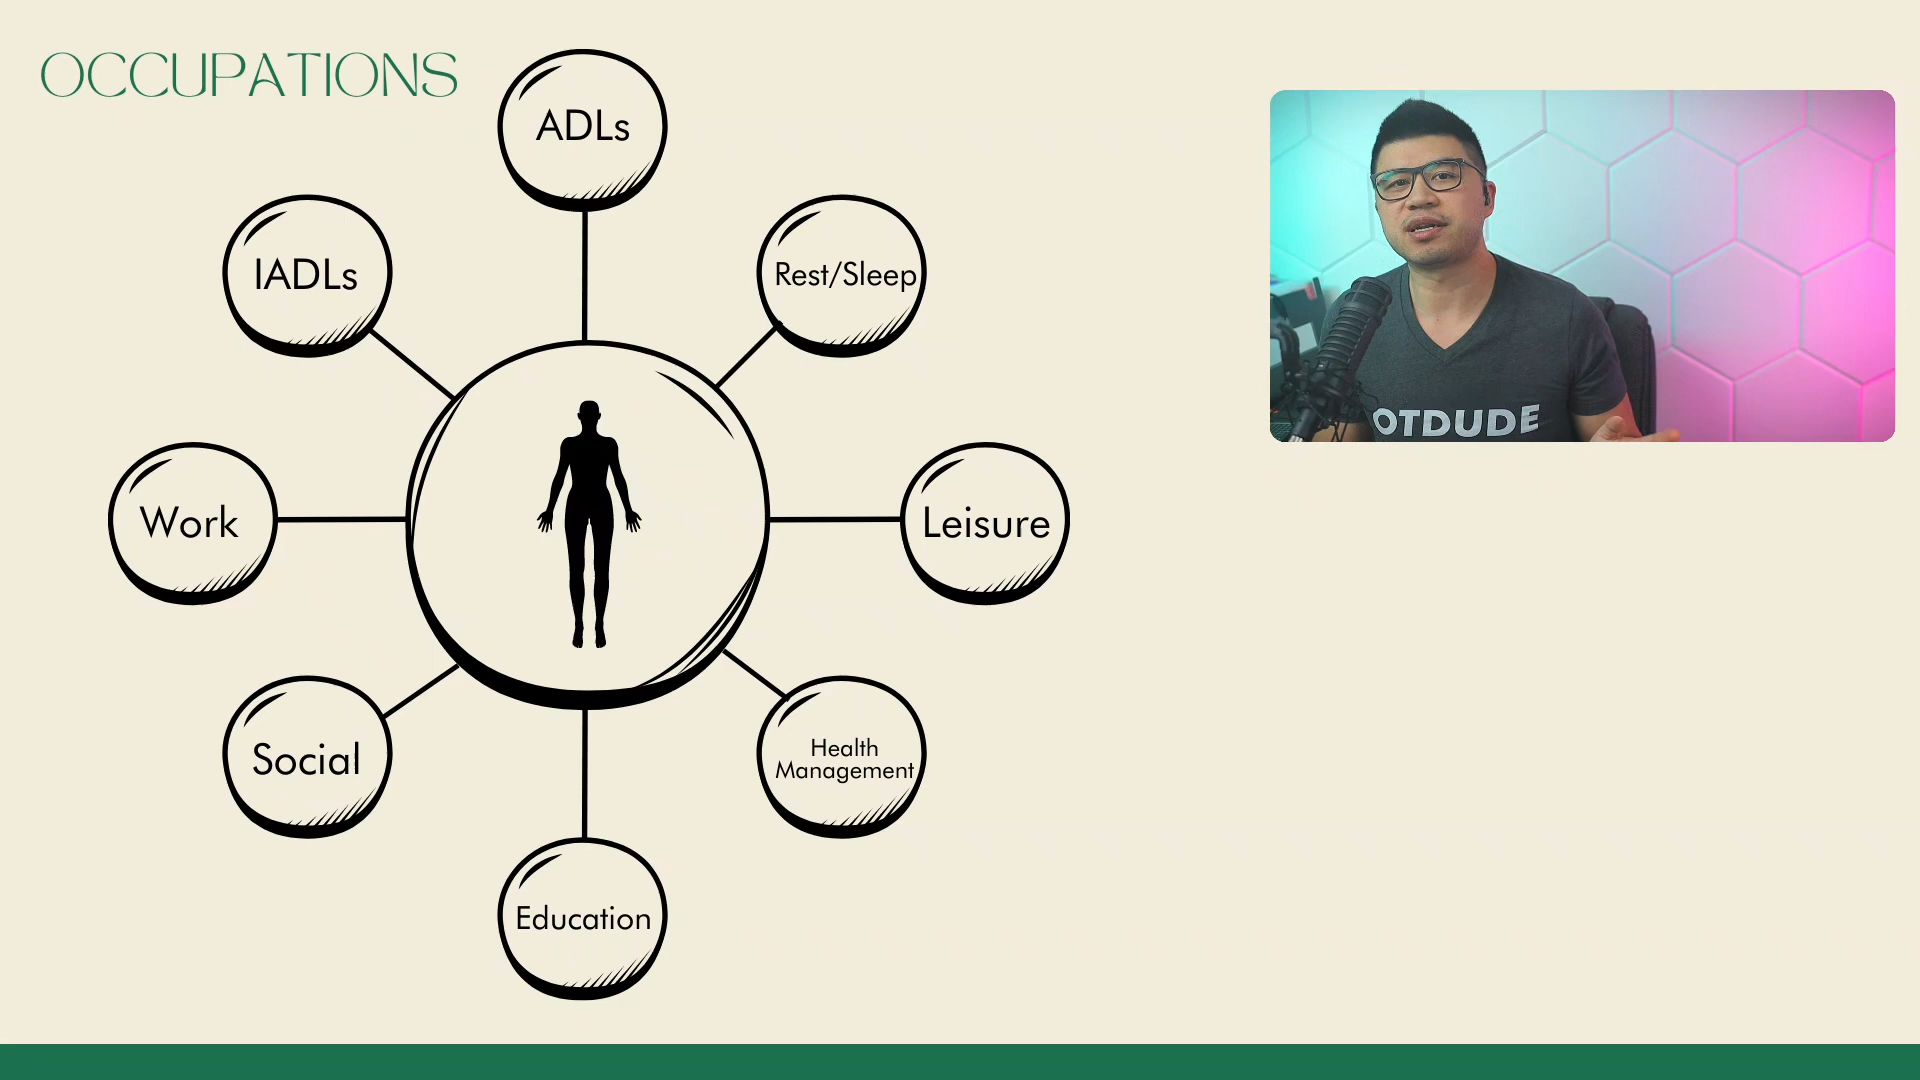 OCCUPATIONS
ADLs
IADLs
Rest/Sleep
Work
Leisure
Social
Health
Management
Education
OTDUDE